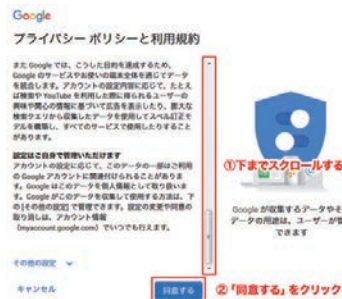 Google
プライバシー ポリシーと利用規約
また Google では、こうした目的を達成するため、
Google のサービスやお使いの端末全体を通じてデータ
を統合します。アカウントの設定内容に応じて、たとえ
ば検索や YouTube を利用した際に得られるユーザーの
興味や関心の情報に基づいて広告を表示したり、膨大な
検索クエリから収集したデータを使用してスペル訂正モ
デルを構築し、すべてのサービスで使用したりすること
があります。
設定はご自身で管理いただけます
アカウントの設定に応じて、このデータの一部はご利用
の Google アカウントに関連付けられることがありま
す。Google はこのデータを個人情報として取り扱いま
す。Google がこのデータを収集して使用する方法は、下
の [その他の設定] で管理できます。設定の変更や同意の
取り消しは、アカウント情報
(myaccount.google.com) でいつでも行えます。
その他の設定
キャンセル
同意する
①下までスクロールする
Google が収集するデータやそ
データの用途は、ユーザーが管
できます
②「同意する」をクリック